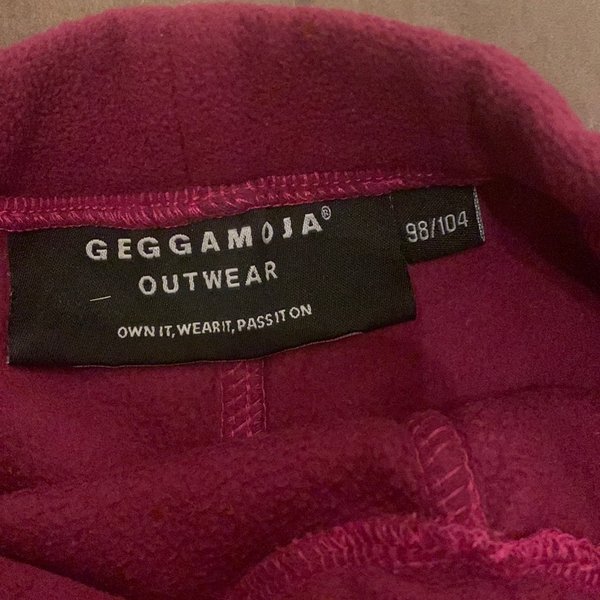 GEGGAMOJA®
OUTWEAR
OWN IT, WEAR IT, PASS IT ON
98/104